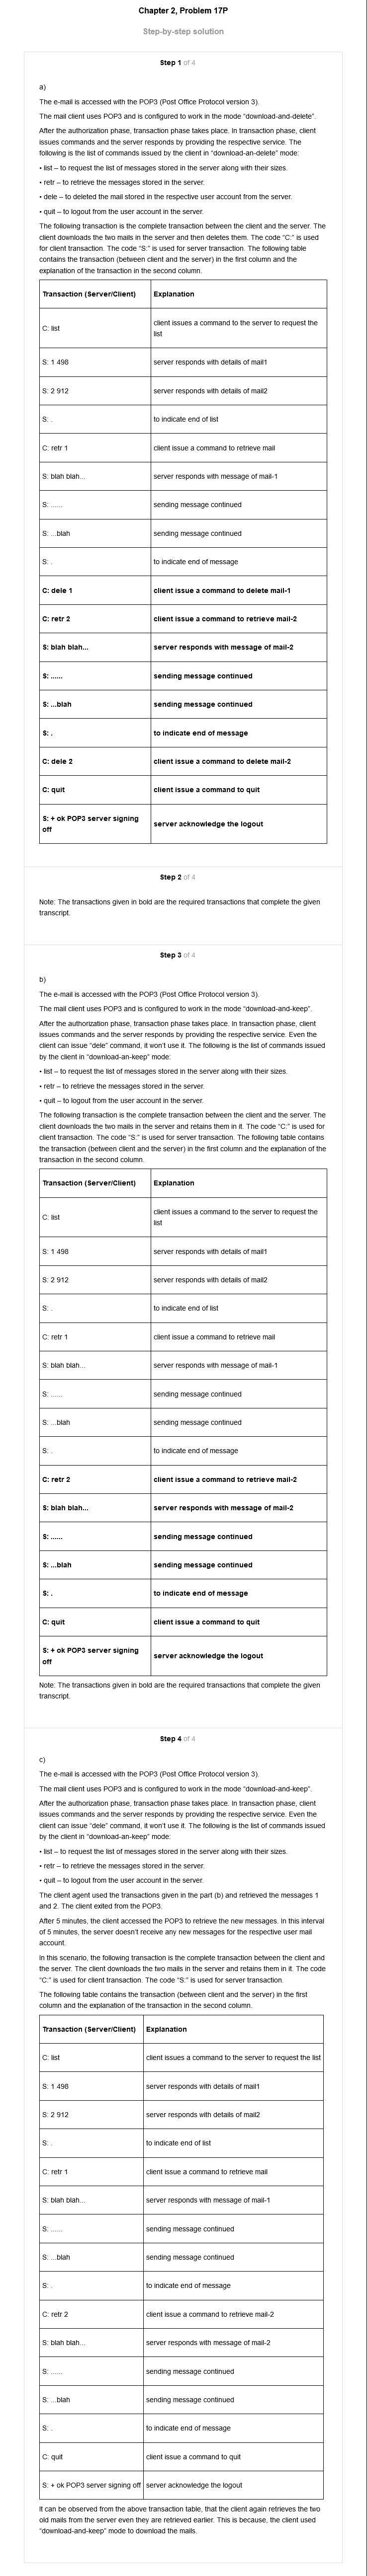 Chapter 2, Problem 17P
Step-by-step solution
Step 1 of 4
a)
The e-mail is accessed with the POP3 (Post Office Protocol version 3).
The mail client uses POP3 and is configured to work in the mode “download-and-delete”.
After the authorization phase, transaction phase takes place. In transaction phase, client
issues commands and the server responds by providing the respective service. The
following is the list of commands issued by the client in “download-an-delete” mode:
• list – to request the list of messages stored in the server along with their sizes.
• retr – to retrieve the messages stored in the server.
• dele – to deleted the mail stored in the respective user account from the server.
• quit – to logout from the user account in the server.
The following transaction is the complete transaction between the client and the server. The
client downloads the two mails in the server and then deletes them. The code “C:” is used
for client transaction. The code “S:” is used for server transaction. The following table
contains the transaction (between client and the server) in the first column and the
explanation of the transaction in the second column.
Transaction (Server/Client) Explanation
C: list client issues a command to the server to request the
list
S: 1 498 server responds with details of mail1
S: 2 912 server responds with details of mail2
S: . to indicate end of list
C: retr 1 client issue a command to retrieve mail
S: blah blah... server responds with message of mail-1
S: ...... sending message continued
S: ...blah sending message continued
S: . to indicate end of message
C: dele 1 client issue a command to delete mail-1
C: retr 2 client issue a command to retrieve mail-2
S: blah blah... server responds with message of mail-2
S: ...... sending message continued
S: ...blah sending message continued
S: . to indicate end of message
C: dele 2 client issue a command to delete mail-2
C: quit client issue a command to quit
S: + ok POP3 server signing
off server acknowledge the logout
Step 2 of 4
Note: The transactions given in bold are the required transactions that complete the given
transcript.
Step 3 of 4
b)
The e-mail is accessed with the POP3 (Post Office Protocol version 3).
The mail client uses POP3 and is configured to work in the mode “download-and-keep”.
After the authorization phase, transaction phase takes place. In transaction phase, client
issues commands and the server responds by providing the respective service. Even the
client can issue “dele” command, it won't use it. The following is the list of commands issued
by the client in “download-an-keep” mode:
• list – to request the list of messages stored in the server along with their sizes.
• retr – to retrieve the messages stored in the server.
• quit – to logout from the user account in the server.
The following transaction is the complete transaction between the client and the server. The
client downloads the two mails in the server and retains them in it. The code “C:” is used for
client transaction. The code “S:” is used for server transaction. The following table contains
the transaction (between client and the server) in the first column and the explanation of the
transaction in the second column.
Transaction (Server/Client) Explanation
C: list client issues a command to the server to request the
list
S: 1 498 server responds with details of mail1
S: 2 912 server responds with details of mail2
S: . to indicate end of list
C: retr 1 client issue a command to retrieve mail
S: blah blah... server responds with message of mail-1
S: ...... sending message continued
S: ...blah sending message continued
S: . to indicate end of message
C: retr 2 client issue a command to retrieve mail-2
S: blah blah... server responds with message of mail-2
S: ...... sending message continued
S: ...blah sending message continued
S: . to indicate end of message
C: quit client issue a command to quit
S: + ok POP3 server signing
off server acknowledge the logout
Note: The transactions given in bold are the required transactions that complete the given
transcript.
Step 4 of 4
c)
The e-mail is accessed with the POP3 (Post Office Protocol version 3).
The mail client uses POP3 and is configured to work in the mode “download-and-keep”.
After the authorization phase, transaction phase takes place. In transaction phase, client
issues commands and the server responds by providing the respective service. Even the
client can issue “dele” command, it won't use it. The following is the list of commands issued
by the client in “download-an-keep” mode:
• list – to request the list of messages stored in the server along with their sizes.
• retr – to retrieve the messages stored in the server.
• quit – to logout from the user account in the server.
The client agent used the transactions given in the part (b) and retrieved the messages 1
and 2. The client exited from the POP3.
After 5 minutes, the client accessed the POP3 to retrieve the new messages. In this interval
of 5 minutes, the server doesn't receive any new messages for the respective user mail
account.
In this scenario, the following transaction is the complete transaction between the client and
the server. The client downloads the two mails in the server and retains them in it. The code
“C:” is used for client transaction. The code “S:” is used for server transaction.
The following table contains the transaction (between client and the server) in the first
column and the explanation of the transaction in the second column.
Transaction (Server/Client) Explanation
C: list client issues a command to the server to request the list
S: 1 498 server responds with details of mail1
S: 2 912 server responds with details of mail2
S: . to indicate end of list
C: retr 1 client issue a command to retrieve mail
S: blah blah... server responds with message of mail-1
S: ...... sending message continued
S: ...blah sending message continued
S: . to indicate end of message
C: retr 2 client issue a command to retrieve mail-2
S: blah blah... server responds with message of mail-2
S: ...... sending message continued
S: ...blah sending message continued
S: . to indicate end of message
C: quit client issue a command to quit
S: + ok POP3 server signing off server acknowledge the logout
It can be observed from the above transaction table, that the client again retrieves the two
old mails from the server even they are retrieved earlier. This is because, the client used
“download-and-keep” mode to download the mails.